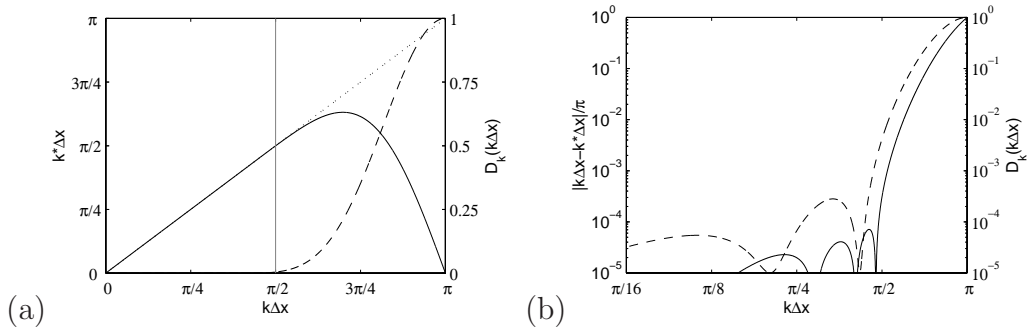 π
3π/4
π/2
π/4
0
k*Δx
0
π/4
π/2
3π/4
π
kΔx
1
0.75
0.5
0.25
0
D_k(kΔx)
(a)
10^0
10^-1
10^-2
10^-3
10^-4
10^-5
|kΔx−k*Δx|/π
π/16
π/8
π/4
π/2
π
kΔx
10^0
10^-1
10^-2
10^-3
10^-4
10^-5
D_k(kΔx)
(b)